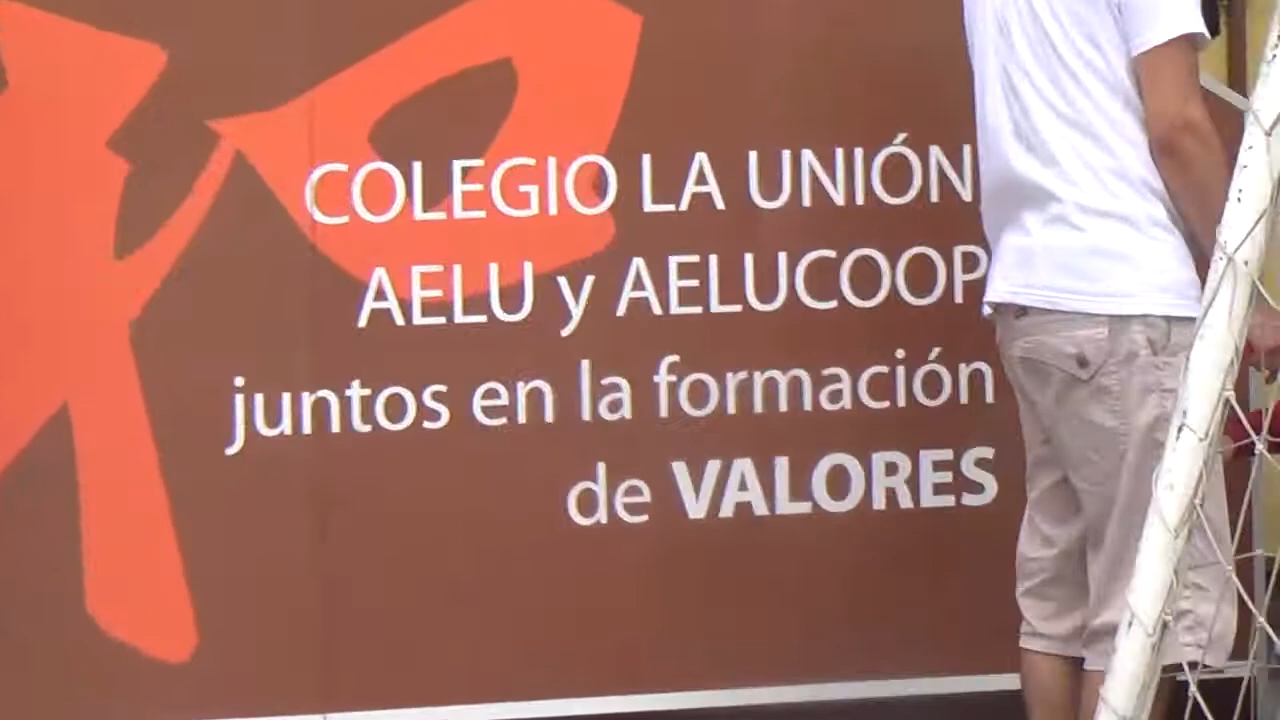 COLEGIO LA UNIÓN
AELU y AELUCOOP
juntos en la formación
de VALORES